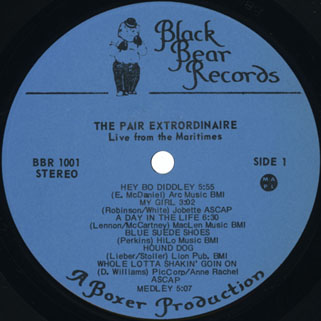 Black
Bear
Records
THE PAIR EXTRORDINAIRE
Live from the Maritimes
BBR 1001
STEREO
SIDE 1
HEY BO DIDDLEY 5:55
(E. McDaniel) Arc Music BMI
MY GIRL 3:02
(Robinson/White) Jobette ASCAP
A DAY IN THE LIFE 6:30
(Lennon/McCartney) MacLen Music BMI
BLUE SUEDE SHOES
(Perkins) HiLo Music BMI
HOUND DOG
(Lieber/Stoller) Lion Pub. BMI
WHOLE LOTTA SHAKIN' GOIN ON
(D. Williams) PicCorp/Anne Rachel
ASCAP
MEDLEY 5:07
A Boxer Production